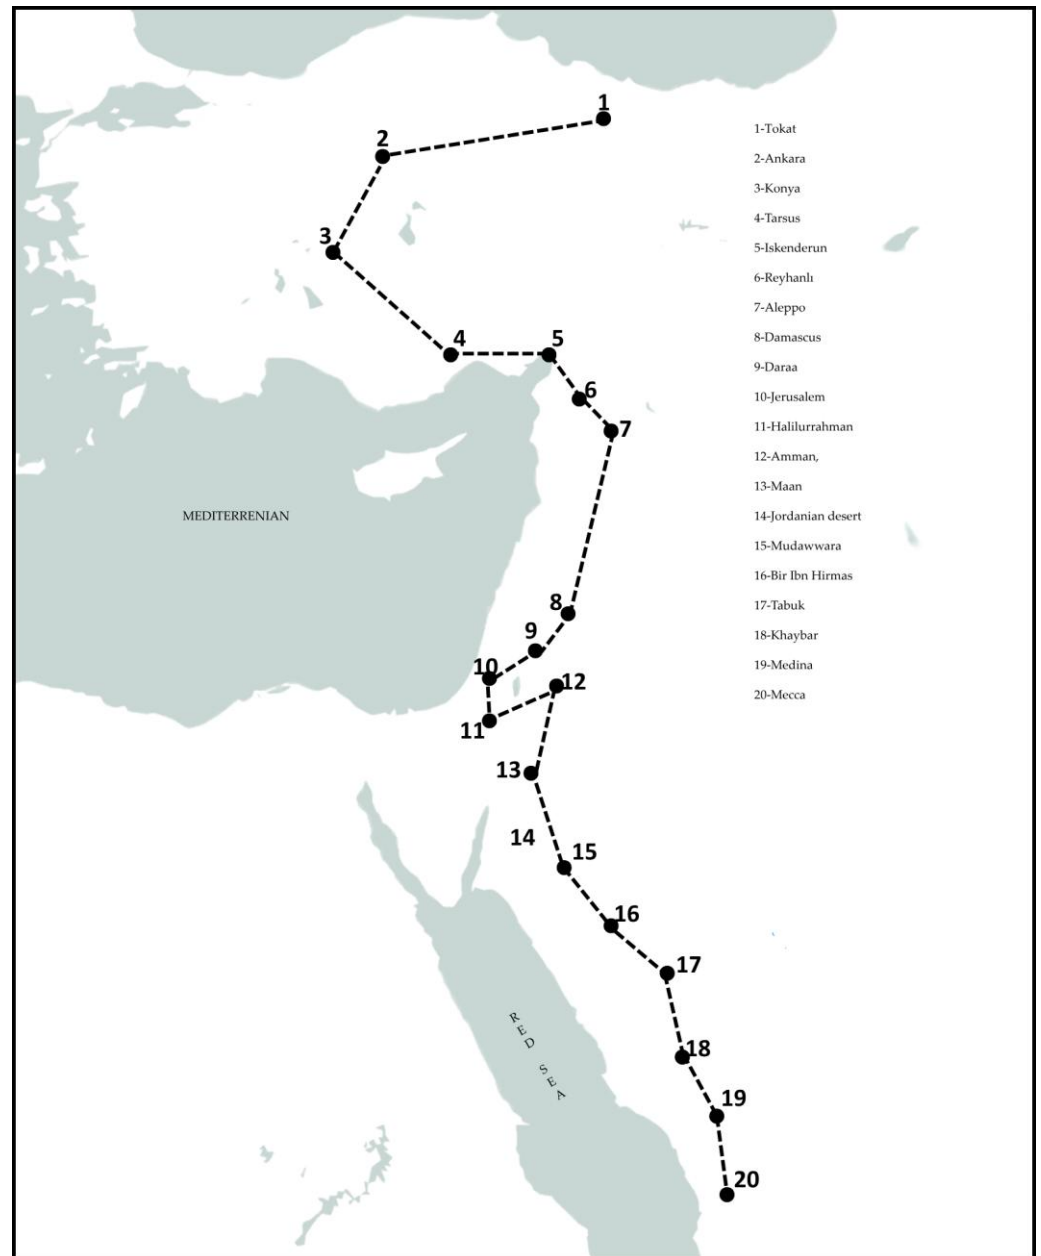 1
2
3
4
5
6
7
8
9
10
11
12
13
14
15
16
17
18
19
20
MEDITERRENIAN
RED SEA
1-Tokat
2-Ankara
3-Konya
4-Tarsus
5-Iskenderun
6-Reyhanlı
7-Aleppo
8-Damascus
9-Daraa
10-Jerusalem
11-Halilurrahman
12-Amman,
13-Maan
14-Jordanian desert
15-Mudawwara
16-Bir Ibn Hirmas
17-Tabuk
18-Khaybar
19-Medina
20-Mecca